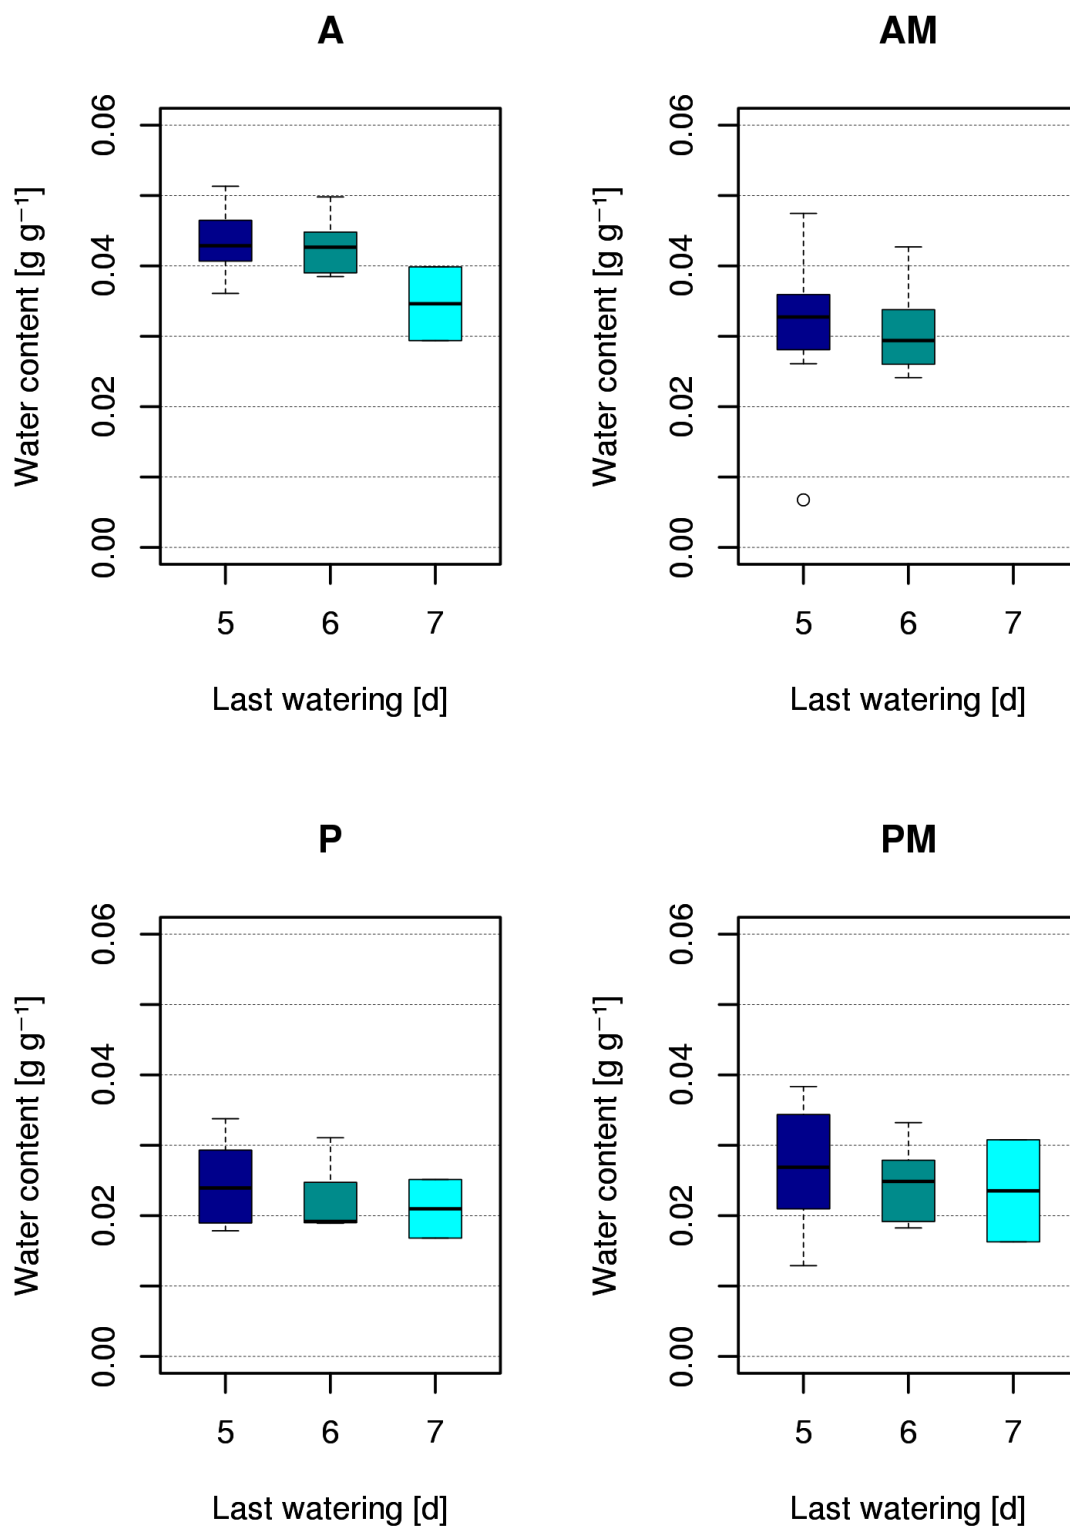 A
Water content [g g⁻¹]
0.06
0.04
0.02
0.00
5 6 7
Last watering [d]
AM
Water content [g g⁻¹]
0.06
0.04
0.02
0.00
5 6 7
Last watering [d]
P
Water content [g g⁻¹]
0.06
0.04
0.02
0.00
5 6 7
Last watering [d]
PM
Water content [g g⁻¹]
0.06
0.04
0.02
0.00
5 6 7
Last watering [d]